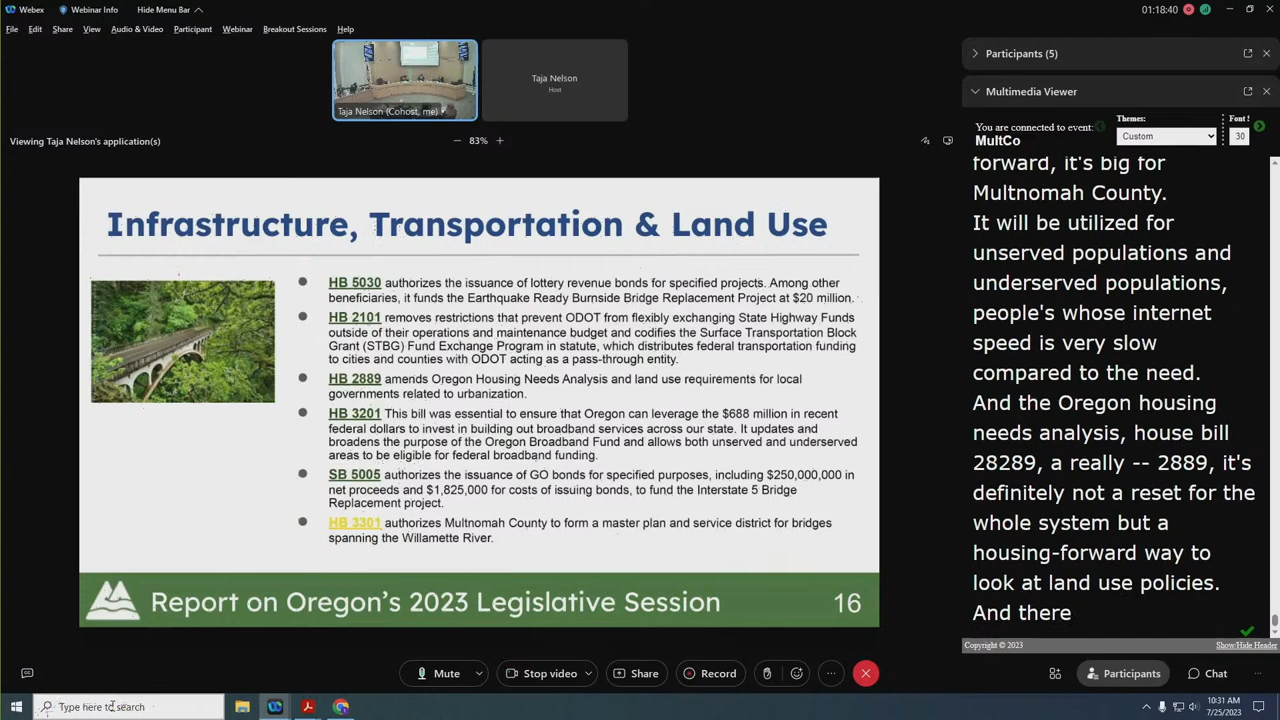 Webex
Webinar Info
Hide Menu Bar
01:18:40
File Edit Share View Audio & Video Participant Webinar Breakout Sessions Help
Taja Nelson (Cohost, me)
Taja Nelson
Host
Viewing Taja Nelson's application(s)
83%
Infrastructure, Transportation & Land Use
HB 5030 authorizes the issuance of lottery revenue bonds for specified projects. Among other
beneficiaries, it funds the Earthquake Ready Burnside Bridge Replacement Project at $20 million.
HB 2101 removes restrictions that prevent ODOT from flexibly exchanging State Highway Funds
outside of their operations and maintenance budget and codifies the Surface Transportation Block
Grant (STBG) Fund Exchange Program in statute, which distributes federal transportation funding
to cities and counties with ODOT acting as a pass-through entity.
HB 2889 amends Oregon Housing Needs Analysis and land use requirements for local
governments related to urbanization.
HB 3201 This bill was essential to ensure that Oregon can leverage the $688 million in recent
federal dollars to invest in building out broadband services across our state. It updates and
broadens the purpose of the Oregon Broadband Fund and allows both unserved and underserved
areas to be eligible for federal broadband funding.
SB 5005 authorizes the issuance of GO bonds for specified purposes, including $250,000,000 in
net proceeds and $1,825,000 for costs of issuing bonds, to fund the Interstate 5 Bridge
Replacement project.
HB 3301 authorizes Multnomah County to form a master plan and service district for bridges
spanning the Willamette River.
Report on Oregon's 2023 Legislative Session 16
Participants (5)
Multimedia Viewer
You are connected to event:
MultCo
Themes:
Custom
Font S
30
forward, it's big for
Multnomah County.
It will be utilized for
unserved populations and
underserved populations,
people's whose internet
speed is very slow
compared to the need.
And the Oregon housing
needs analysis, house bill
28289, a really -- 2889, it's
definitely not a reset for the
whole system but a
housing-forward way to
look at land use policies.
And there
Copyright © 2023
Show/Hide Header
Mute
Stop video
Share
Record
Participants
Chat
Type here to search
10:31 AM
7/25/2023